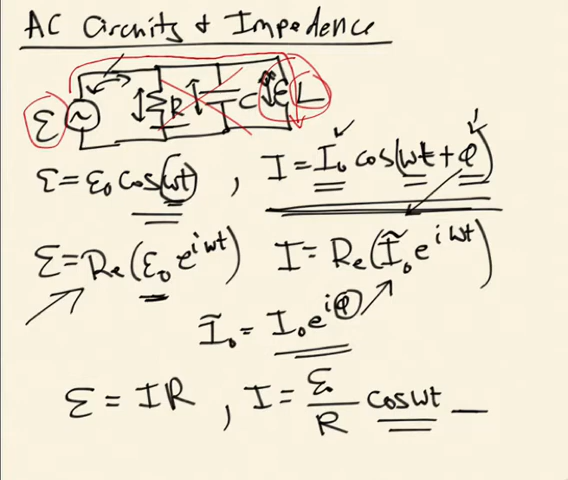 AC Circuits & Impedence
ε ~ R C L
ε = ε₀ cos(ωt) , I = I₀ cos(ωt + φ)
ε = Re(ε₀ e^{iωt}) I = Re(Ĩ₀ e^{iωt})
Ĩ₀ = I₀ e^{iφ}
ε = IR , I = ε₀/R cos ωt